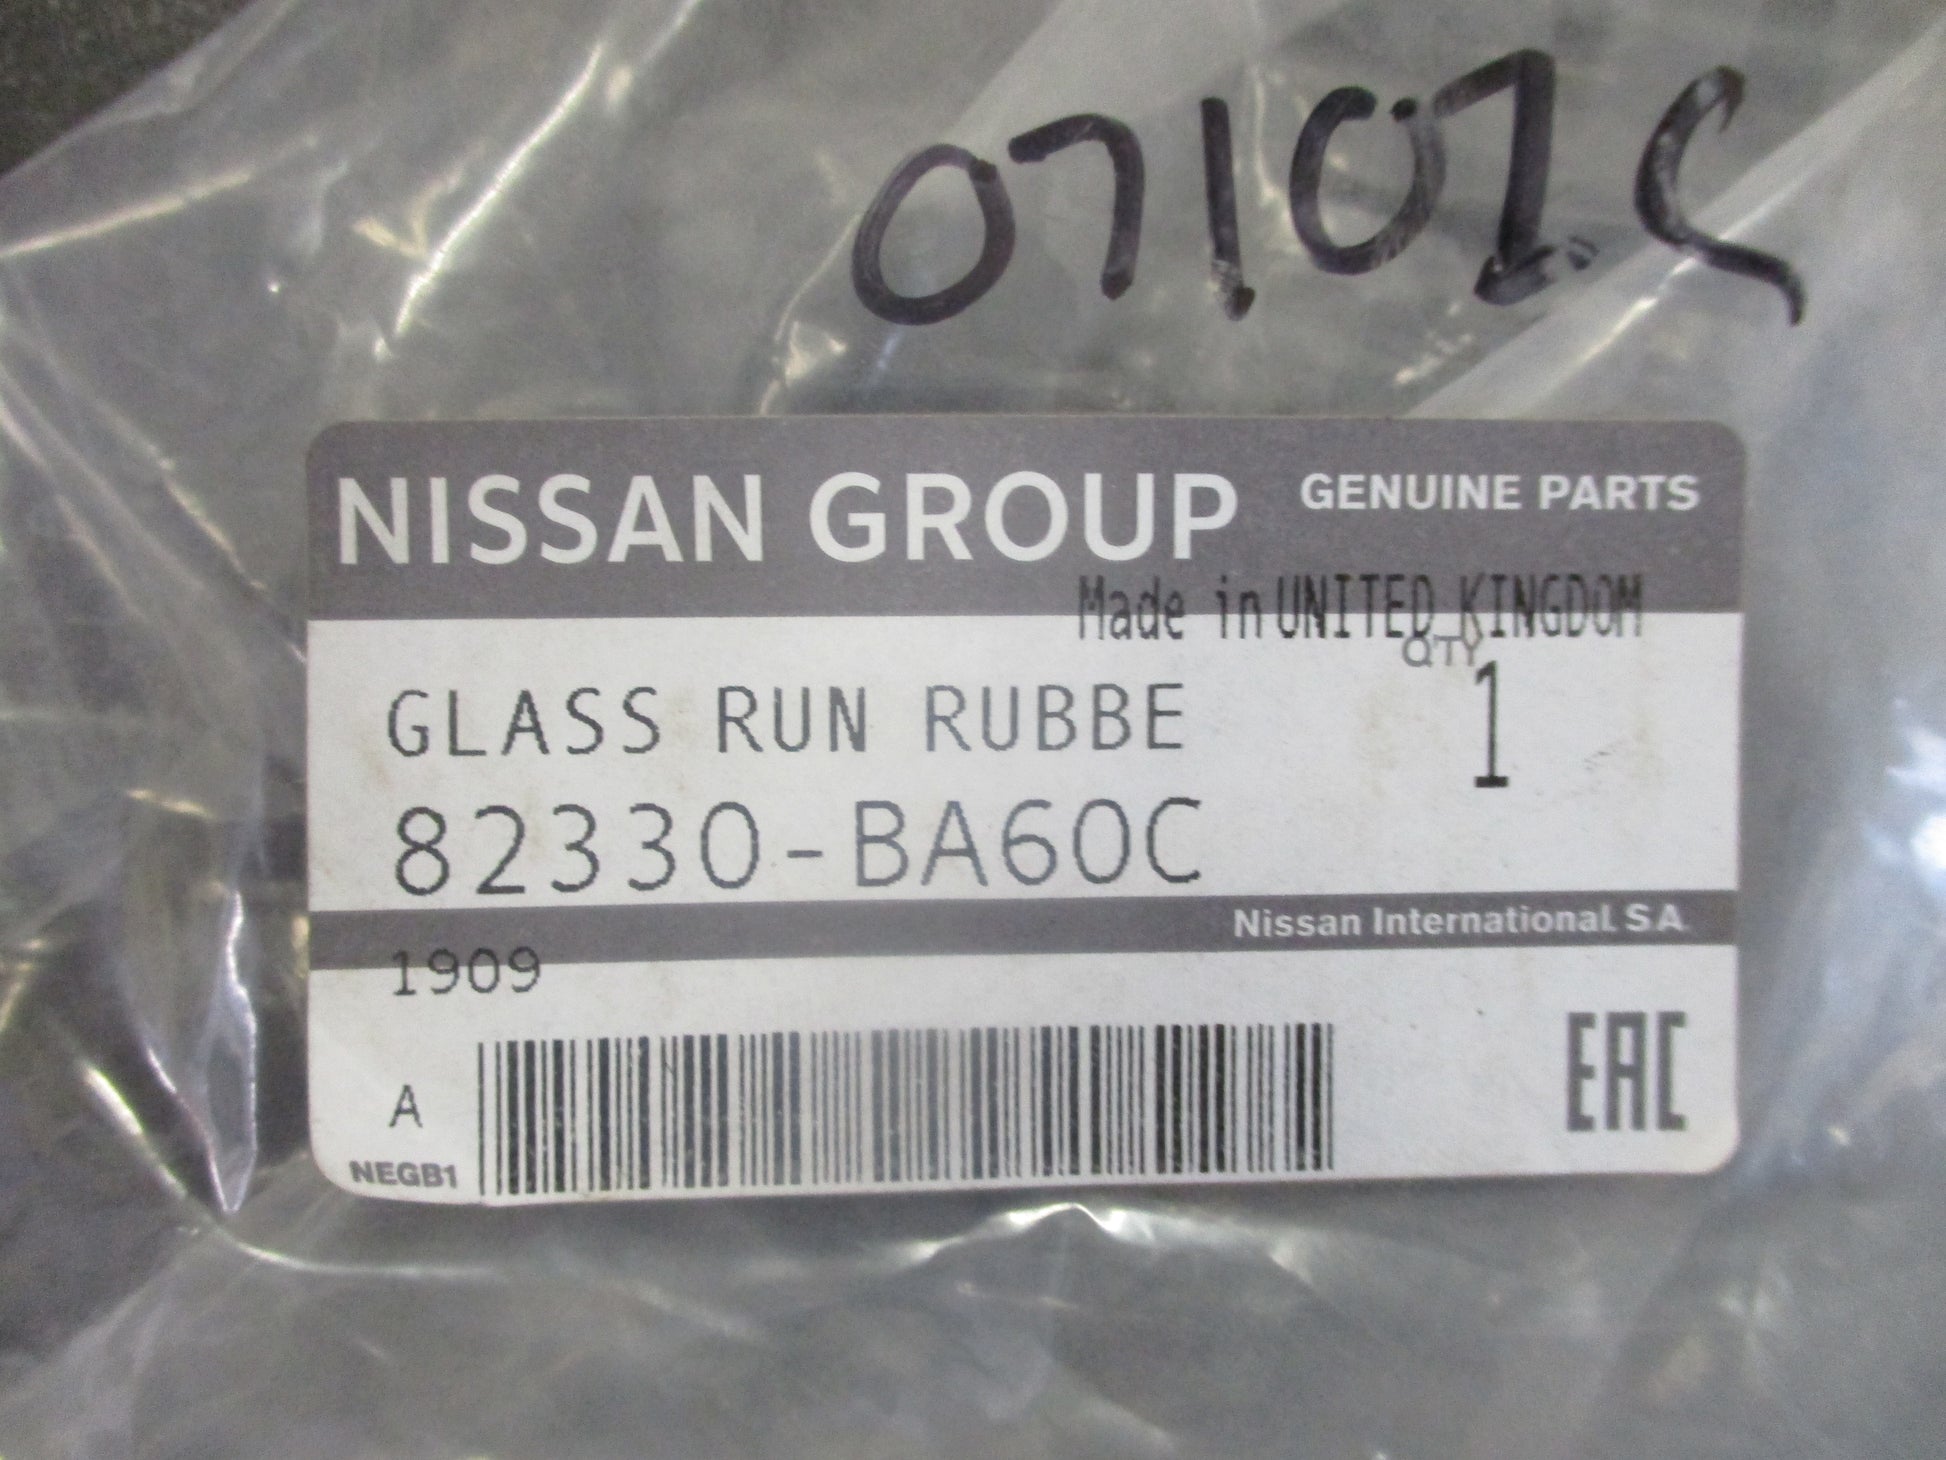 07107C
NISSAN GROUP GENUINE PARTS
Made in UNITED KINGDOM
QTY
GLASS RUN RUBBE 1
82330-BA60C
Nissan International S.A.
1909
EAC
A
NEGB1